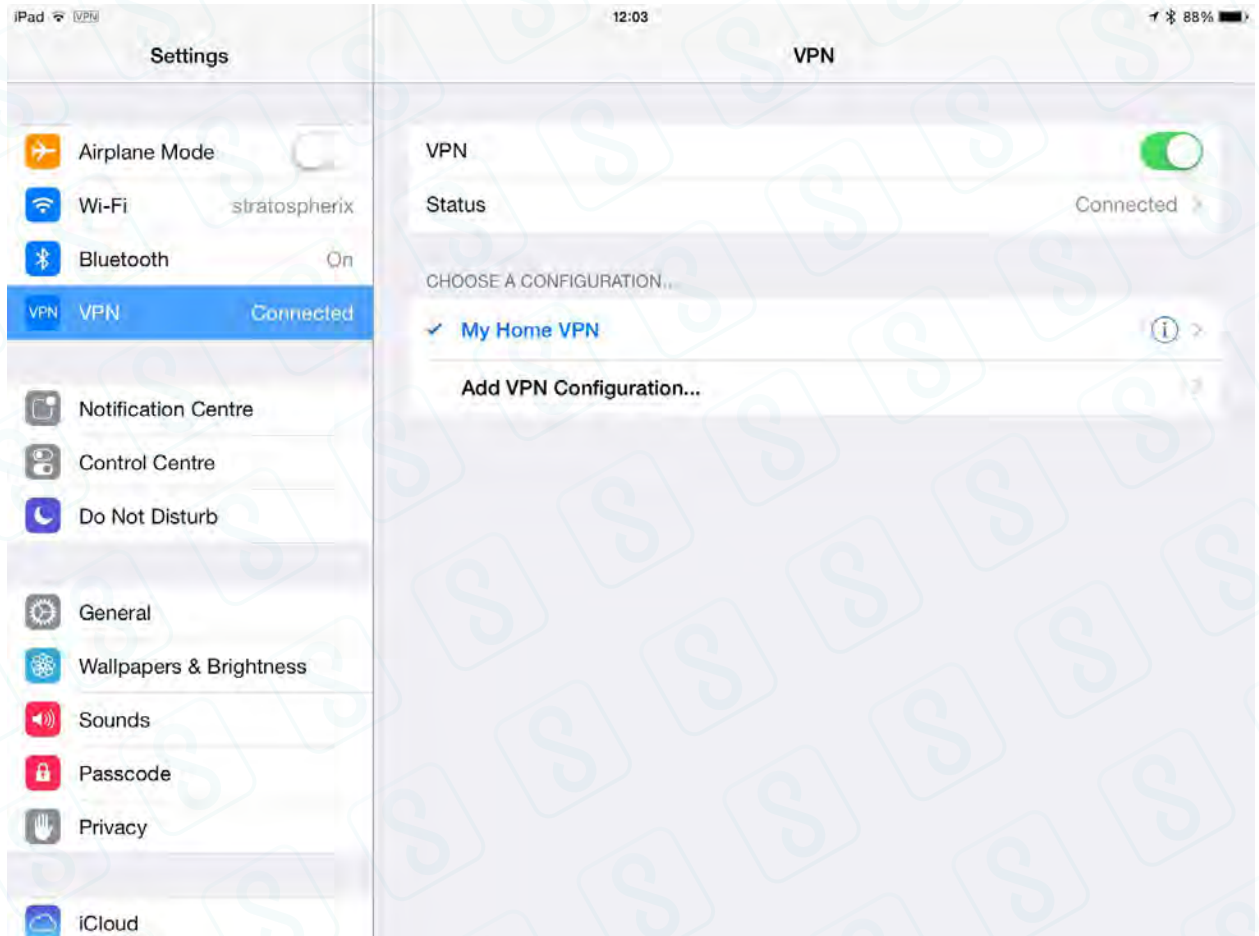 iPad VPN 12:03 88%
Settings VPN
Airplane Mode
Wi-Fi stratospherix
Bluetooth On
VPN VPN Connected
Notification Centre
Control Centre
Do Not Disturb
General
Wallpapers & Brightness
Sounds
Passcode
Privacy
iCloud
VPN
Status Connected
CHOOSE A CONFIGURATION...
My Home VPN
Add VPN Configuration...